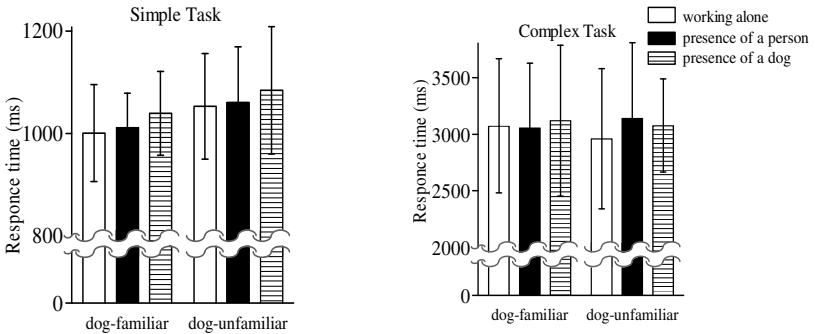 Simple Task
1200
1000
800
0
Responce time (ms)
dog-familiar
dog-unfamiliar
Complex Task
3500
3000
2500
2000
0
Responce time (ms)
dog-familiar
dog-unfamiliar
working alone
presence of a person
presence of a dog